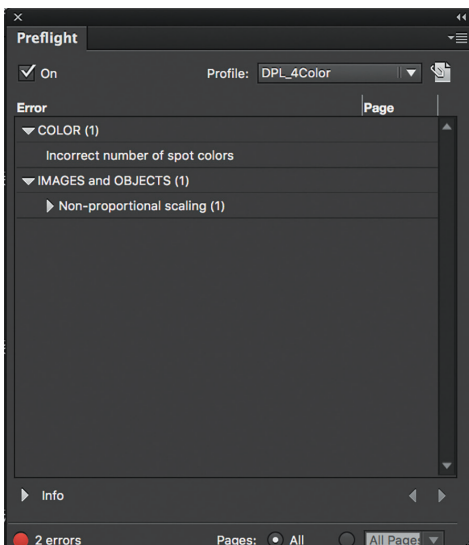 Preflight
On Profile: DPL_4Color
Error Page
COLOR (1)
Incorrect number of spot colors
IMAGES and OBJECTS (1)
Non-proportional scaling (1)
Info
2 errors Pages: All All Pages